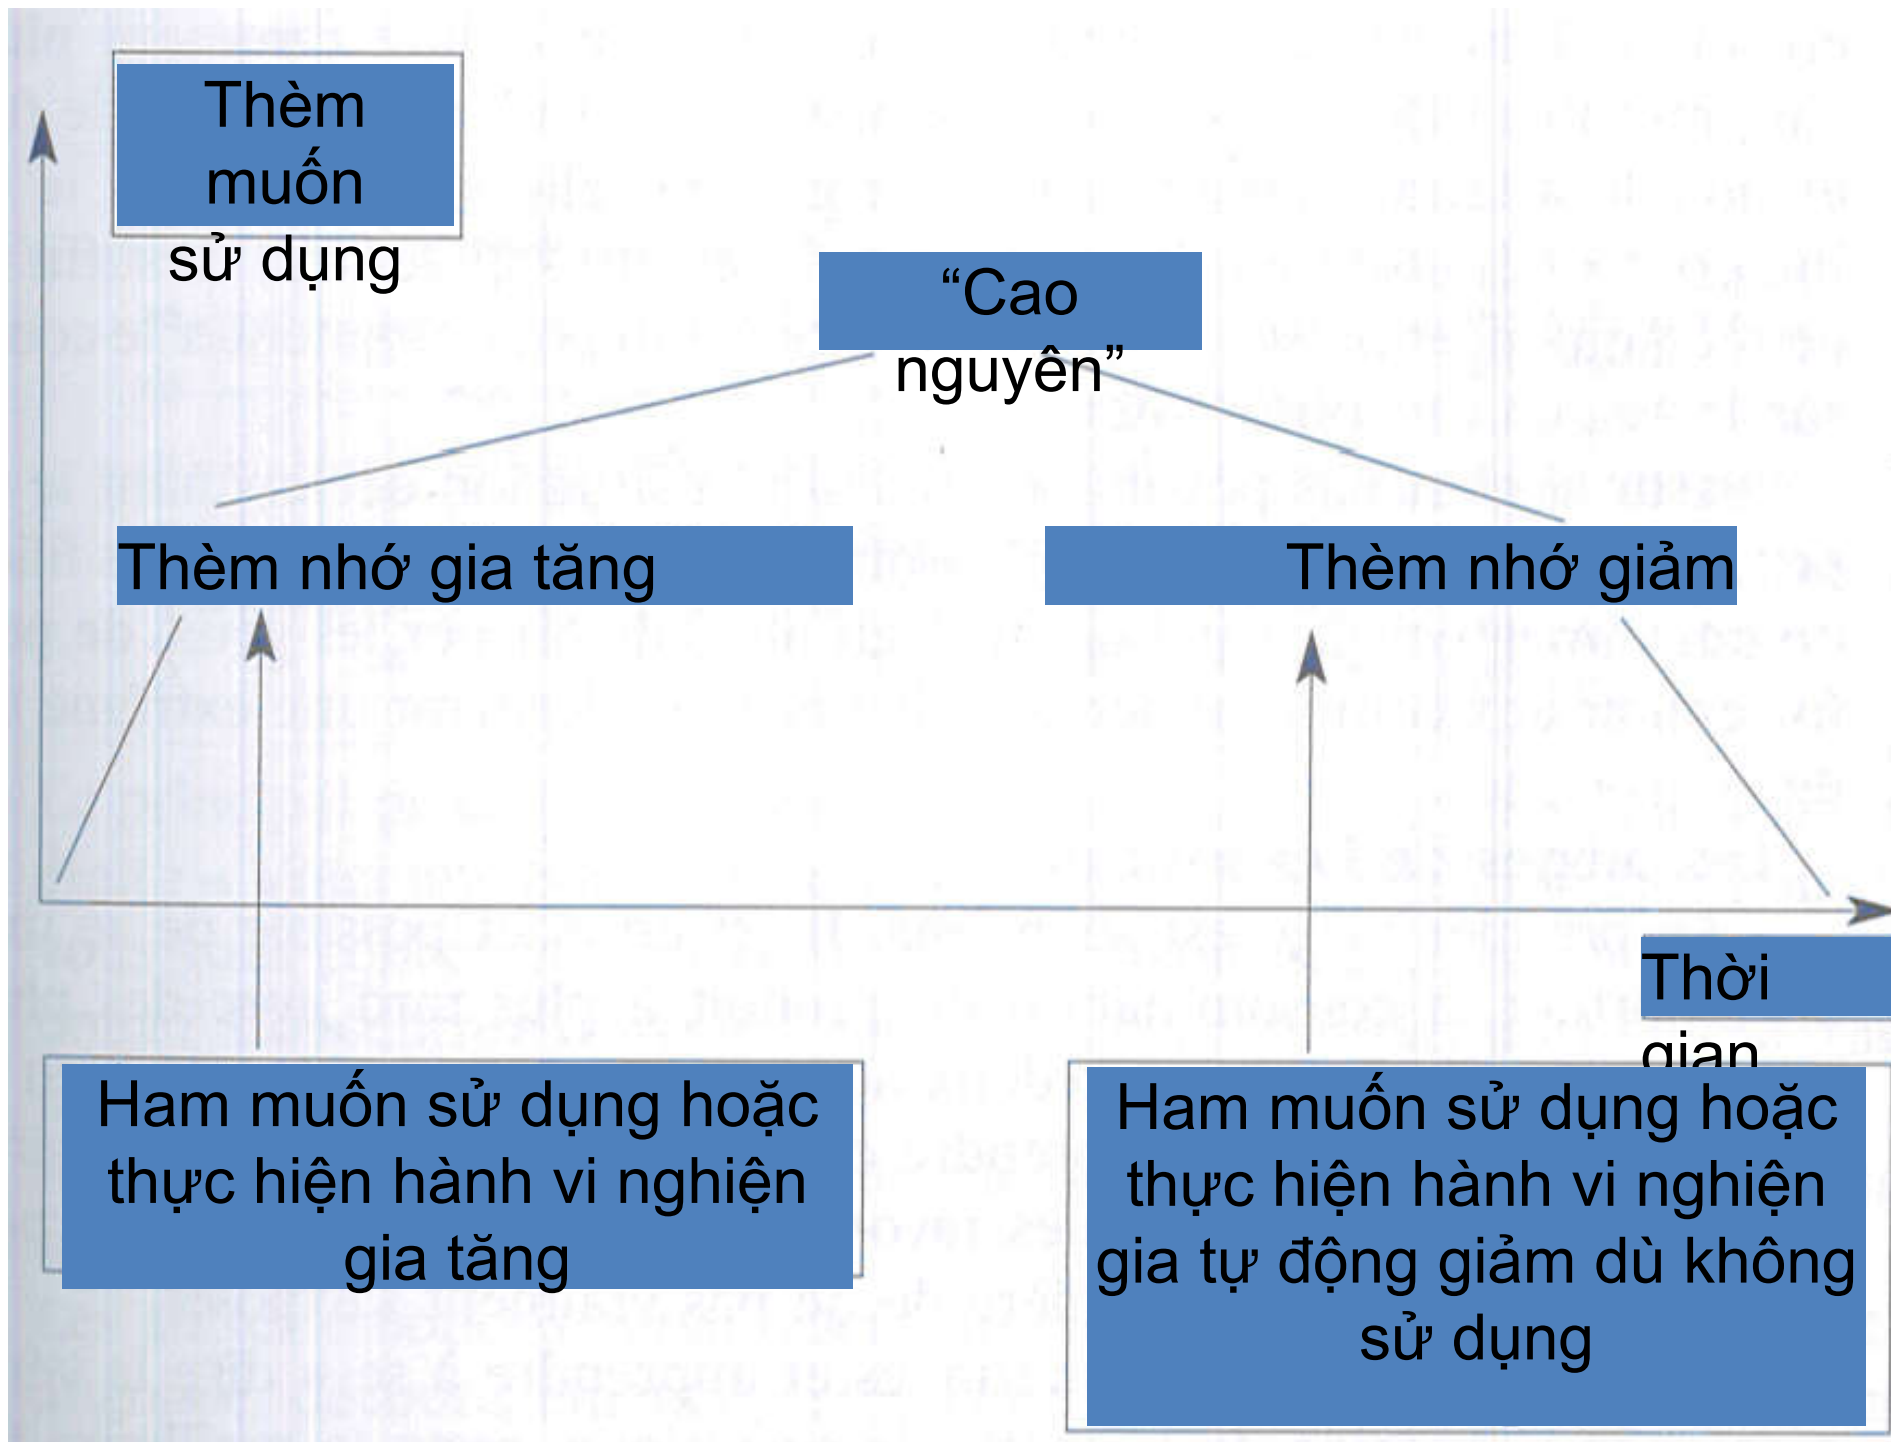 Thèm
muốn
sử dụng
“Cao
nguyên”
Thèm nhớ gia tăng
Thèm nhớ giảm
Thời
gian
Ham muốn sử dụng hoặc
thực hiện hành vi nghiện
gia tăng
Ham muốn sử dụng hoặc
thực hiện hành vi nghiện
gia tự động giảm dù không
sử dụng